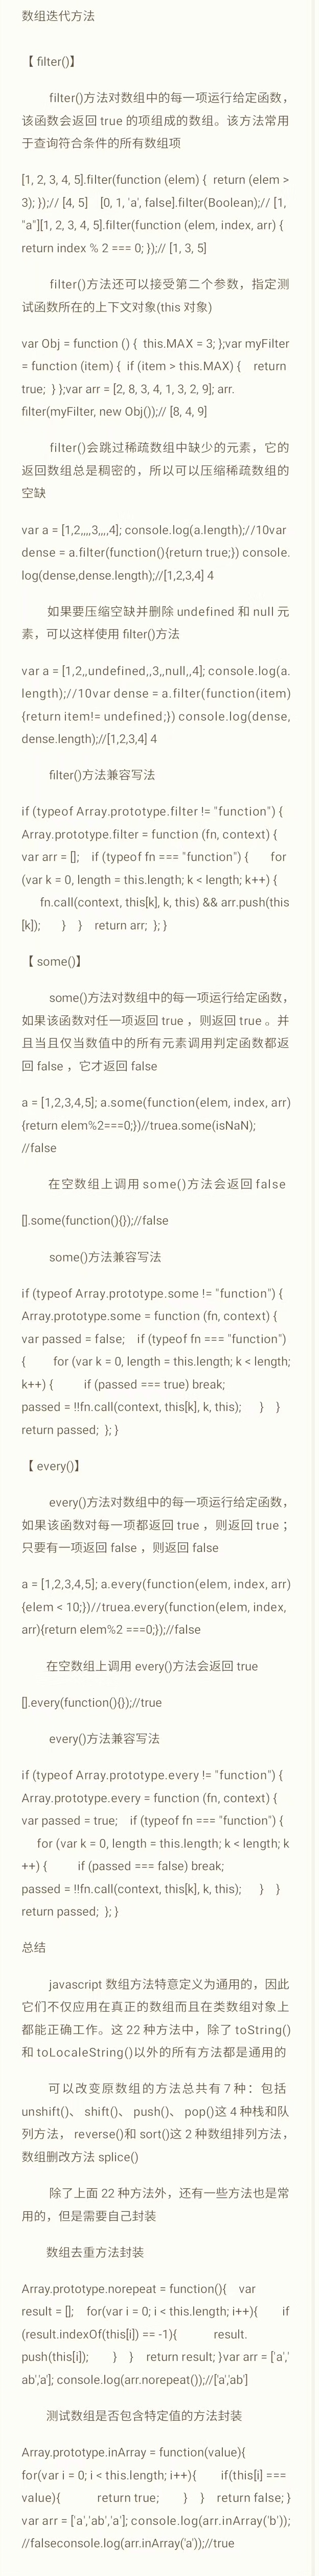 数组迭代方法
【 filter()】
filter()方法对数组中的每一项运行给定函数，
该函数会返回 true 的项组成的数组。该方法常用
于查询符合条件的所有数组项
[1, 2, 3, 4, 5].filter(function (elem) {  return (elem >
3); });// [4, 5]    [0, 1, 'a', false].filter(Boolean);// [1,
"a"][1, 2, 3, 4, 5].filter(function (elem, index, arr) {
return index % 2 === 0; });// [1, 3, 5]
filter()方法还可以接受第二个参数，指定测
试函数所在的上下文对象(this 对象)
var Obj = function () {  this.MAX = 3; };var myFilter
= function (item) {  if (item > this.MAX) {    return
true;  } };var arr = [2, 8, 3, 4, 1, 3, 2, 9]; arr.
filter(myFilter, new Obj());// [8, 4, 9]
filter()会跳过稀疏数组中缺少的元素，它的
返回数组总是稠密的，所以可以压缩稀疏数组的
空缺
var a = [1,2,,,,3,,,,4]; console.log(a.length);//10var
dense = a.filter(function(){return true;}) console.
log(dense,dense.length);//[1,2,3,4] 4
如果要压缩空缺并删除 undefined 和 null 元
素，可以这样使用 filter()方法
var a = [1,2,,undefined,,3,,null,,4]; console.log(a.
length);//10var dense = a.filter(function(item)
{return item!= undefined;}) console.log(dense,
dense.length);//[1,2,3,4] 4
filter()方法兼容写法
if (typeof Array.prototype.filter != "function") {
Array.prototype.filter = function (fn, context) {
var arr = [];    if (typeof fn === "function") {       for
(var k = 0, length = this.length; k < length; k++) {
fn.call(context, this[k], k, this) && arr.push(this
[k]);       }    }    return arr;  }; }
【 some()】
some()方法对数组中的每一项运行给定函数，
如果该函数对任一项返回 true ，则返回 true 。并
且当且仅当数值中的所有元素调用判定函数都返
回 false ，它才返回 false
a = [1,2,3,4,5]; a.some(function(elem, index, arr)
{return elem%2===0;})//truea.some(isNaN);
//false
在空数组上调用 some()方法会返回 false
[].some(function(){});//false
some()方法兼容写法
if (typeof Array.prototype.some != "function") {
Array.prototype.some = function (fn, context) {
var passed = false;    if (typeof fn === "function")
{        for (var k = 0, length = this.length; k < length;
k++) {         if (passed === true) break;
passed = !!fn.call(context, this[k], k, this);      }    }
return passed;  }; }
【 every()】
every()方法对数组中的每一项运行给定函数，
如果该函数对每一项都返回 true ，则返回 true ；
只要有一项返回 false ，则返回 false
a = [1,2,3,4,5]; a.every(function(elem, index, arr)
{elem < 10;})//truea.every(function(elem, index,
arr){return elem%2 ===0;});//false
在空数组上调用 every()方法会返回 true
[].every(function(){});//true
every()方法兼容写法
if (typeof Array.prototype.every != "function") {
Array.prototype.every = function (fn, context) {
var passed = true;    if (typeof fn === "function") {
for (var k = 0, length = this.length; k < length; k
++) {         if (passed === false) break;
passed = !!fn.call(context, this[k], k, this);      }    }
return passed;  }; }
总结
javascript 数组方法特意定义为通用的，因此
它们不仅应用在真正的数组而且在类数组对象上
都能正确工作。这 22 种方法中，除了 toString()
和 toLocaleString()以外的所有方法都是通用的
可以改变原数组的方法总共有 7 种：包括
unshift()、 shift()、 push()、 pop()这 4 种栈和队
列方法， reverse()和 sort()这 2 种数组排列方法，
数组删改方法 splice()
除了上面 22 种方法外，还有一些方法也是常
用的，但是需要自己封装
数组去重方法封装
Array.prototype.norepeat = function(){    var
result = [];    for(var i = 0; i < this.length; i++){        if
(result.indexOf(this[i]) == -1){            result.
push(this[i]);        }    }    return result; }var arr = ['a','
ab','a']; console.log(arr.norepeat());//['a','ab']
测试数组是否包含特定值的方法封装
Array.prototype.inArray = function(value){
for(var i = 0; i < this.length; i++){        if(this[i] ===
value){            return true;        }    }    return false; }
var arr = ['a','ab','a']; console.log(arr.inArray('b'));
//falseconsole.log(arr.inArray('a'));//true